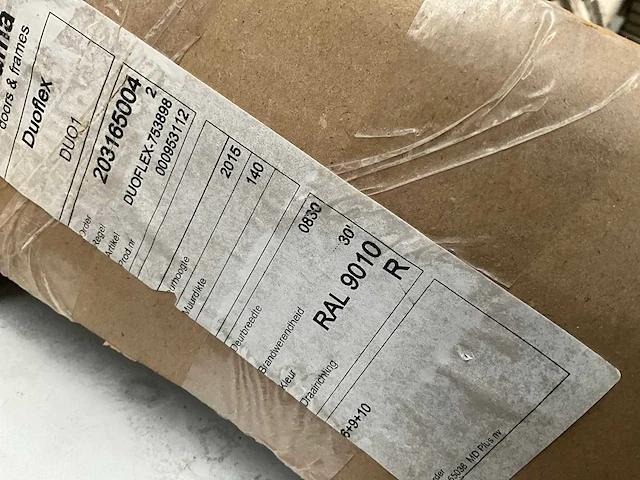 doors & frames
Duoflex
DUO1
Order 203165004
Regel 2
Artikel DUOFLEX-753898
Prod.nr 000953112
2015
Muurdikte 140
Deurbreedte 0830
Brandwerendheid 30'
Kleur RAL 9010
Draairichting R
6+9+10
MD Plus nv